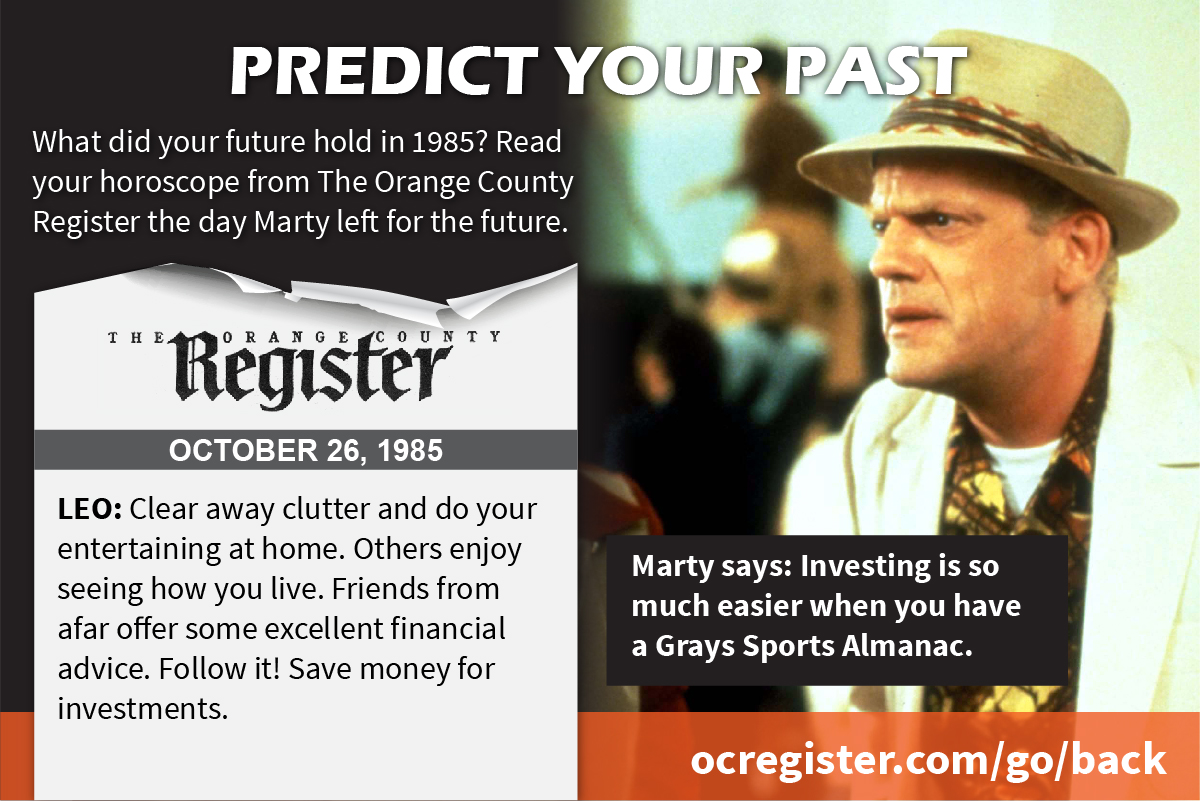 PREDICT YOUR PAST
What did your future hold in 1985? Read
your horoscope from The Orange County
Register the day Marty left for the future.
THE ORANGE COUNTY
Register
OCTOBER 26, 1985
LEO: Clear away clutter and do your
entertaining at home. Others enjoy
seeing how you live. Friends from
afar offer some excellent financial
advice. Follow it! Save money for
investments.
Marty says: Investing is so
much easier when you have
a Grays Sports Almanac.
ocregister.com/go/back